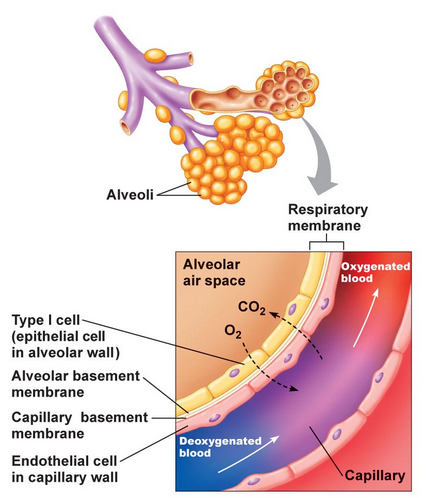 Alveoli
Respiratory
membrane
Alveolar
air space
Oxygenated
blood
CO₂
O₂
Type I cell
(epithelial cell
in alveolar wall)
Alveolar basement
membrane
Capillary basement
membrane
Endothelial cell
in capillary wall
Deoxygenated
blood
Capillary